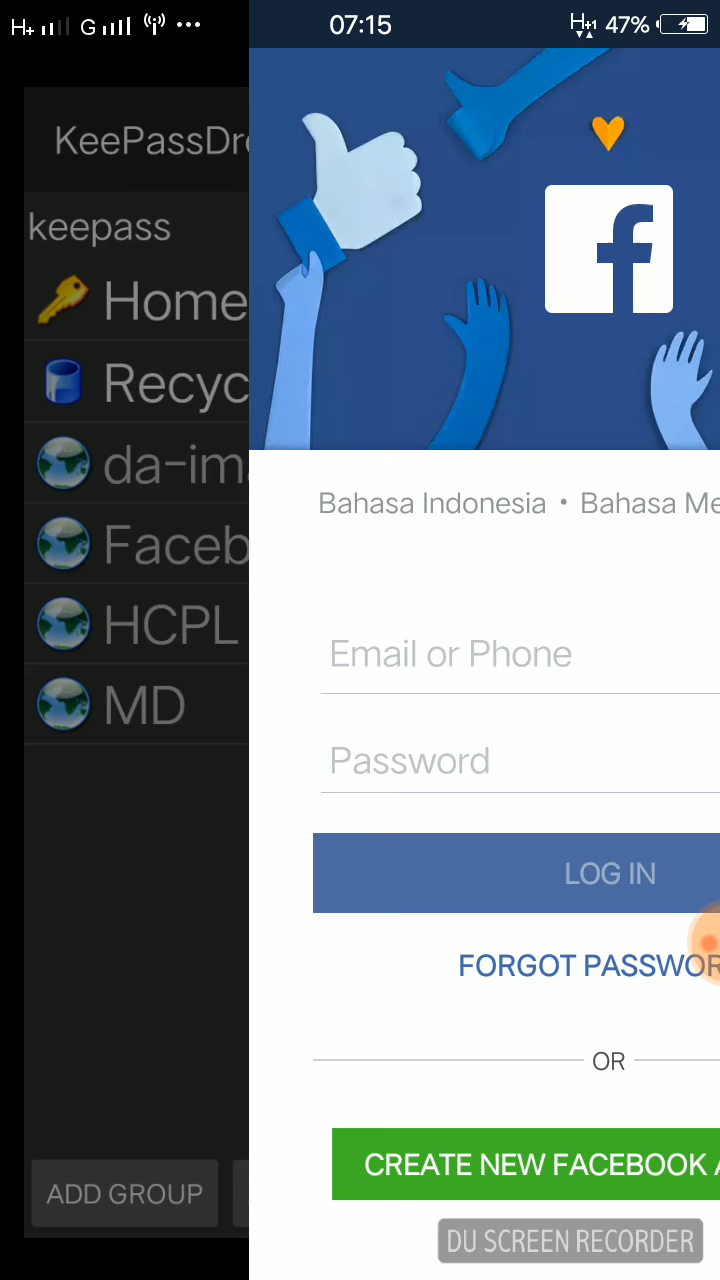 H+ G 07:15 H+1 47%
KeePassDr
keepass
Home
Recyc
da-im
Faceb
HCPL
MD
ADD GROUP
f
Bahasa Indonesia • Bahasa Me
Email or Phone
Password
LOG IN
FORGOT PASSWOR
OR
CREATE NEW FACEBOOK A
DU SCREEN RECORDER